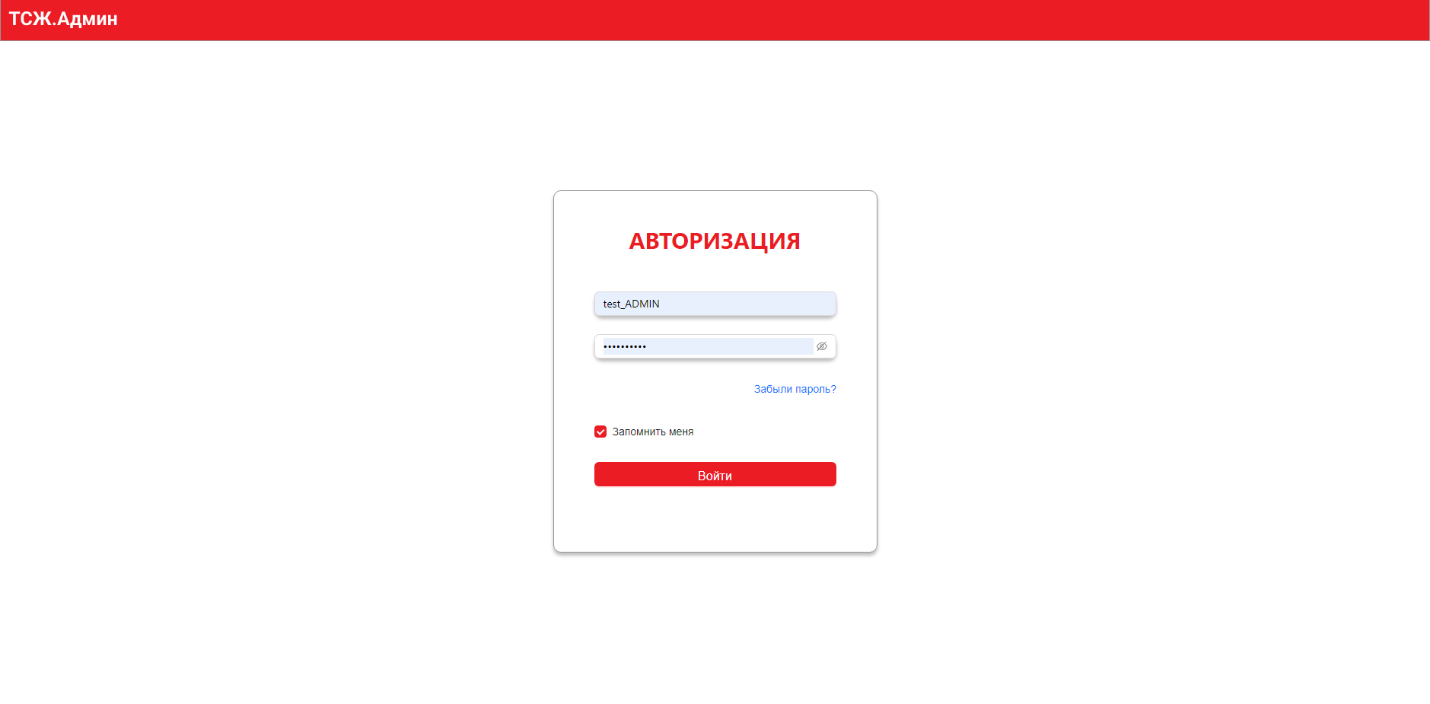 ТСЖ.Админ
АВТОРИЗАЦИЯ
test_ADMIN
••••••••••
Забыли пароль?
Запомнить меня
Войти